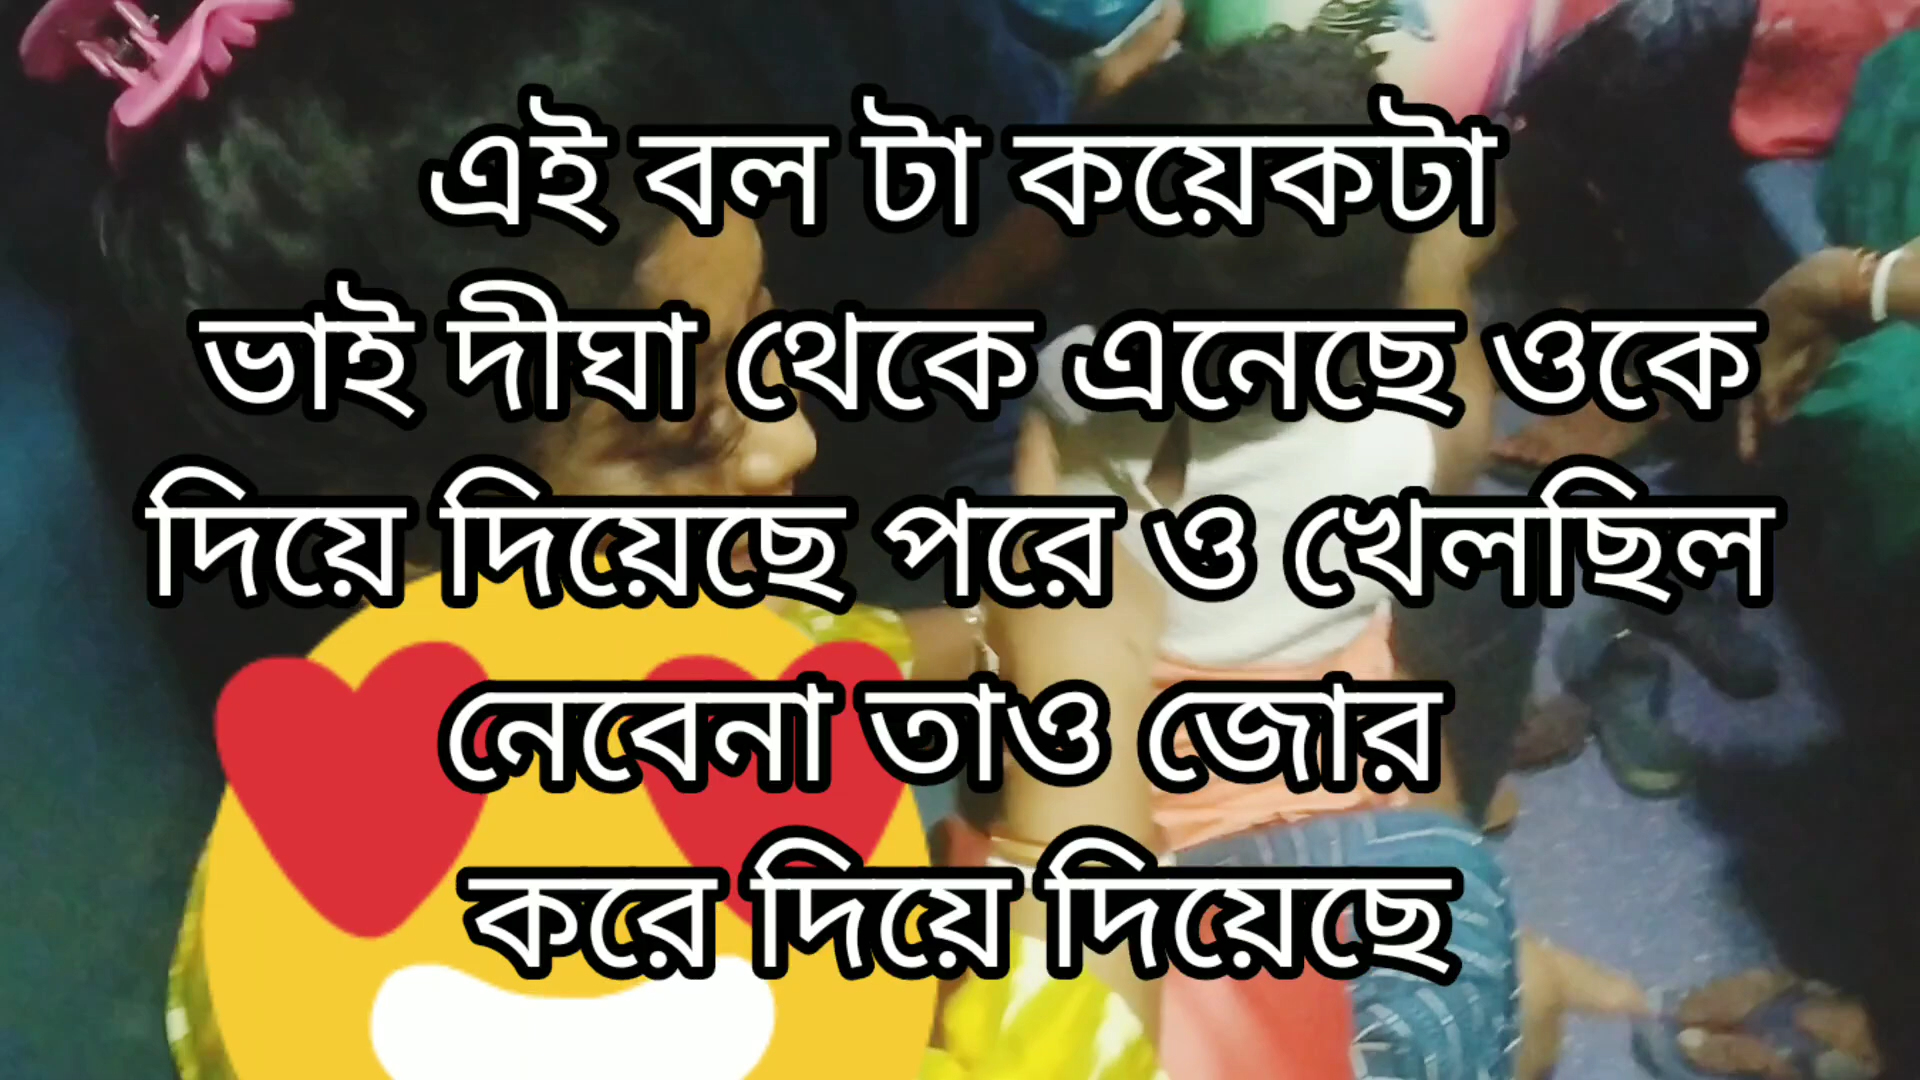 এই বল টা কয়েকটা
ভাই দীঘা থেকে এনেছে ওকে
দিয়ে দিয়েছে পরে ও খেলছিল
নেবেনা তাও জোর
করে দিয়ে দিয়েছে